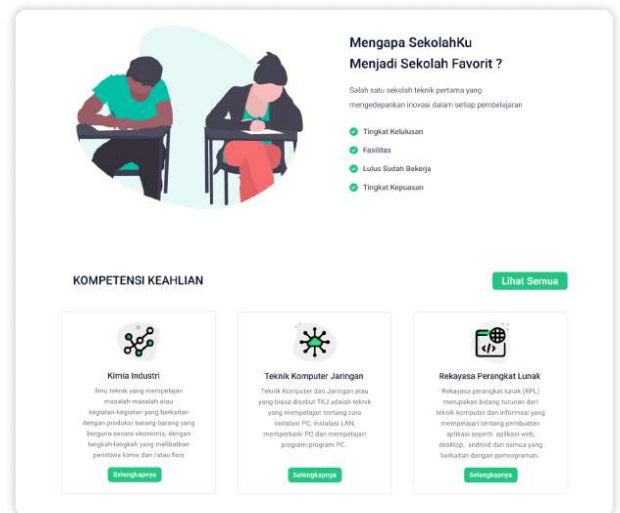 Mengapa SekolahKu
Menjadi Sekolah Favorit ?
Salah satu sekolah teknik pertama yang
mengedepankan inovasi dalam setiap pembelajaran
Tingkat Kelulusan
Fasilitas
Lulus Sudah Bekerja
Tingkat Kepuasan
KOMPETENSI KEAHLIAN
Lihat Semua
Kimia Industri
Ilmu teknik yang mempelajari
masalah-masalah atau
kegiatan-kegiatan yang berkaitan
dengan produksi barang-barang yang
berguna secara ekonomis, dengan
langkah-langkah yang melibatkan
peristiwa kimia dan /atau fisis
Selengkapnya
Teknik Komputer Jaringan
Teknik Komputer dan Jaringan atau
yang biasa disebut TKJ adalah teknik
yang mempelajari tentang cara
instalasi PC, instalasi LAN,
memperbaiki PC dan mempelajari
program-program PC.
Selengkapnya
Rekayasa Perangkat Lunak
Rekayasa perangkat lunak (RPL)
merupakan bidang turunan dari
teknik komputer dan informasi yang
mempelajari tentang pembuatan
aplikasi seperti aplikasi web,
desktop, android dan semua yang
berkaitan dengan pemrograman.
Selengkapnya